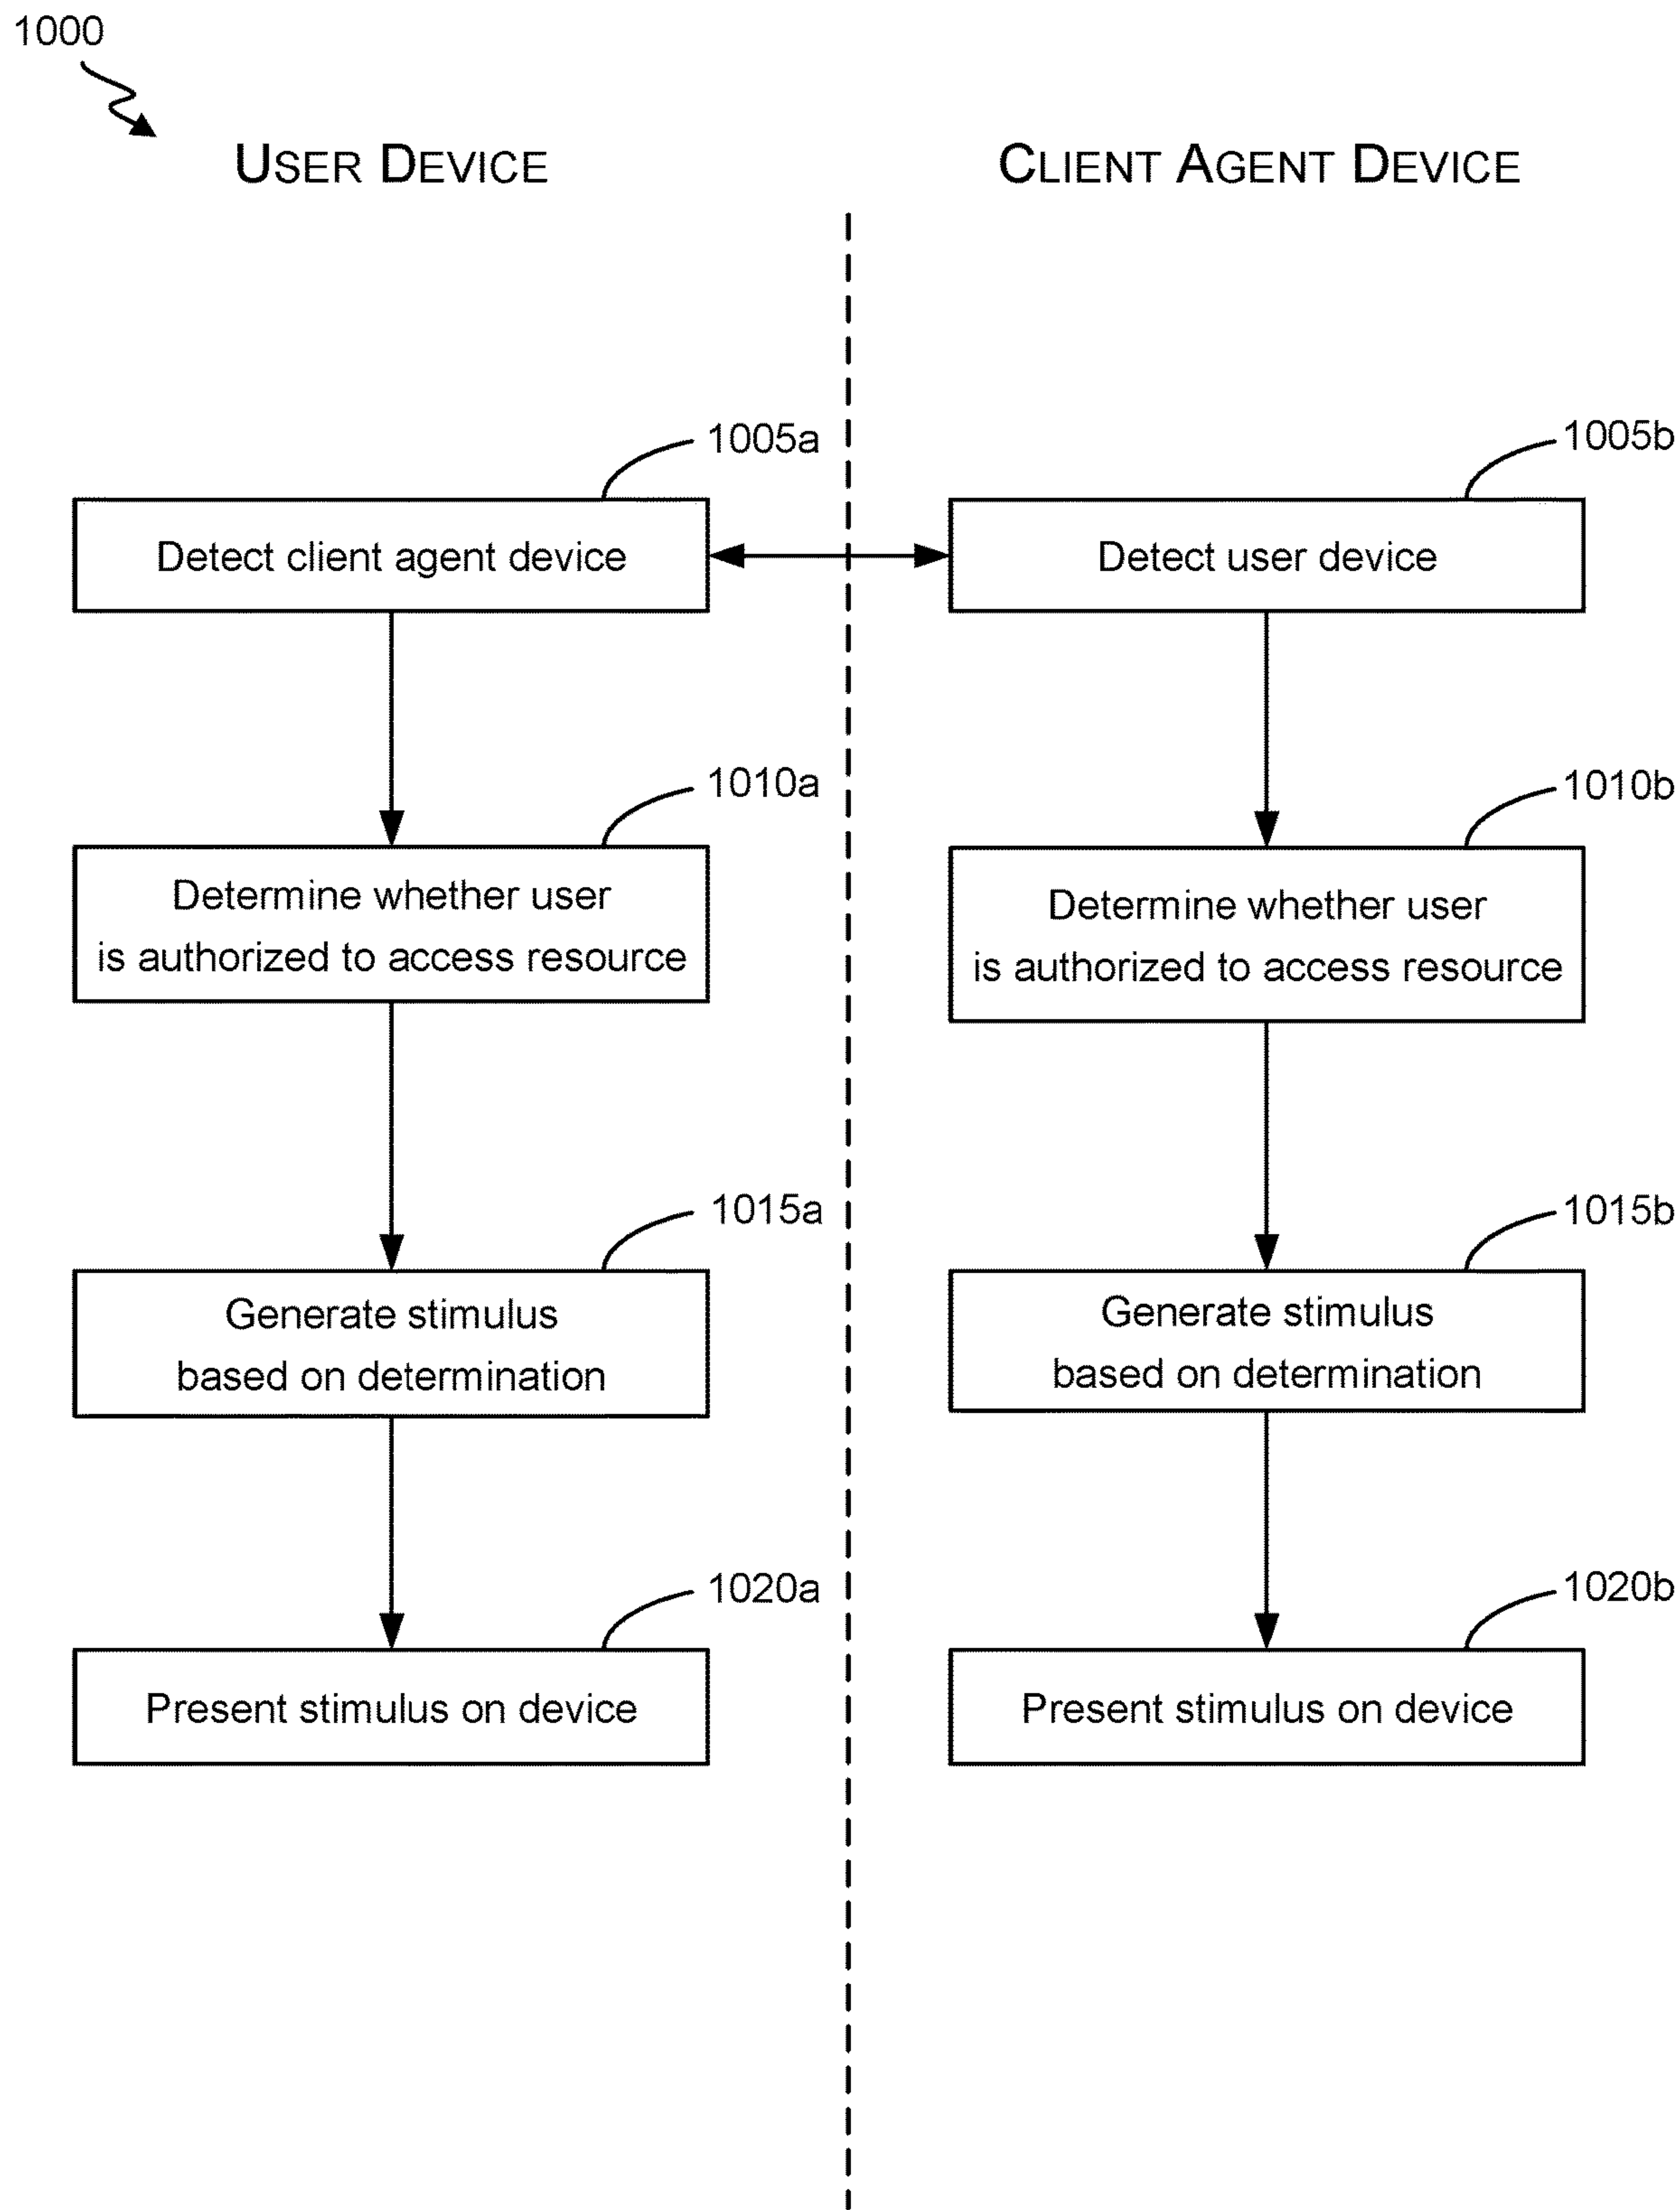 1000
USER DEVICE
CLIENT AGENT DEVICE
1005a
1005b
Detect client agent device
Detect user device
1010a
1010b
Determine whether user
is authorized to access resource
Determine whether user
is authorized to access resource
1015a
1015b
Generate stimulus
based on determination
Generate stimulus
based on determination
1020a
1020b
Present stimulus on device
Present stimulus on device